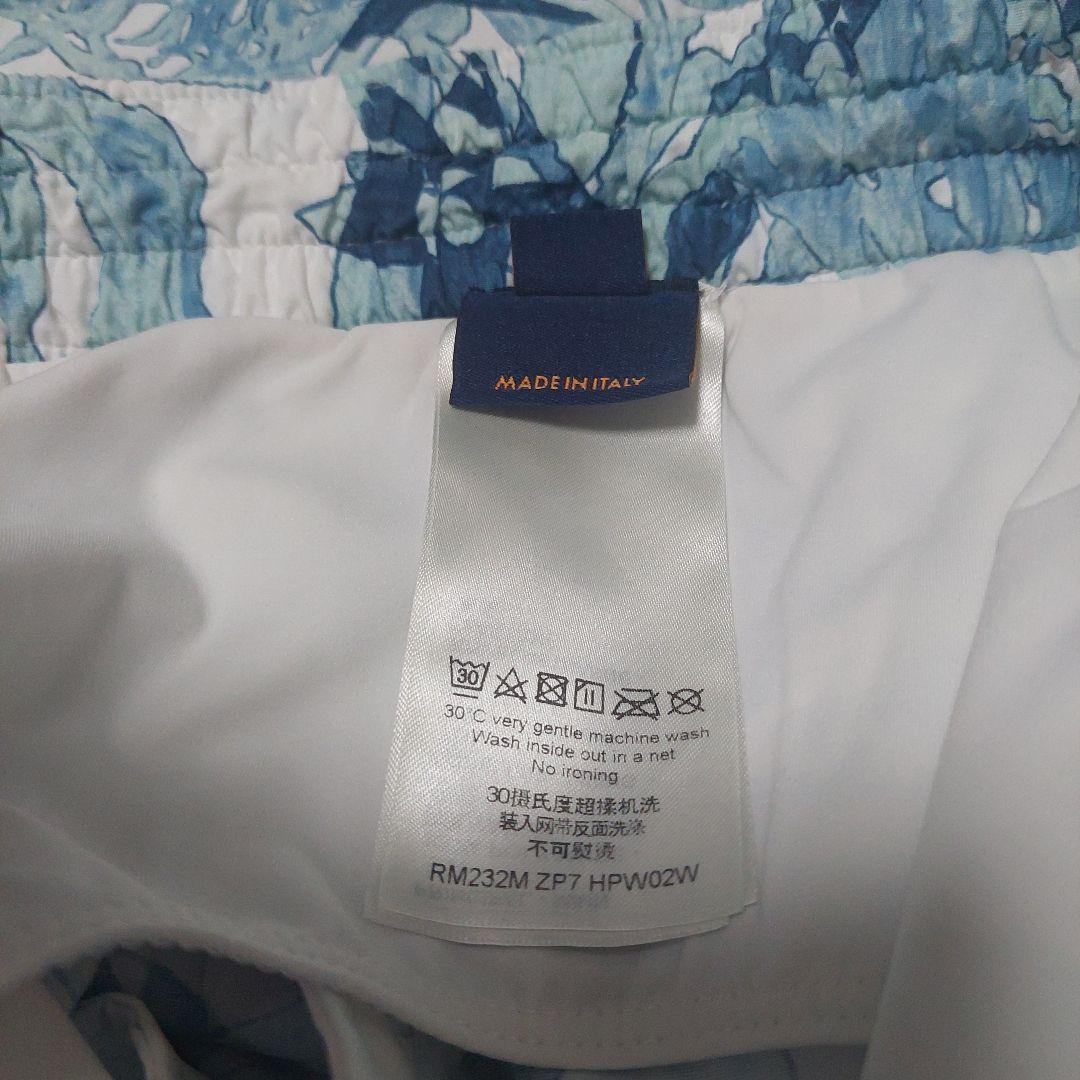 MADE IN ITALY
30
30°C very gentle machine wash
Wash inside out in a net
No ironing
30摄氏度超揉机洗
装入网带反面洗涤
不可熨烫
RM232M ZP7 HPW02W